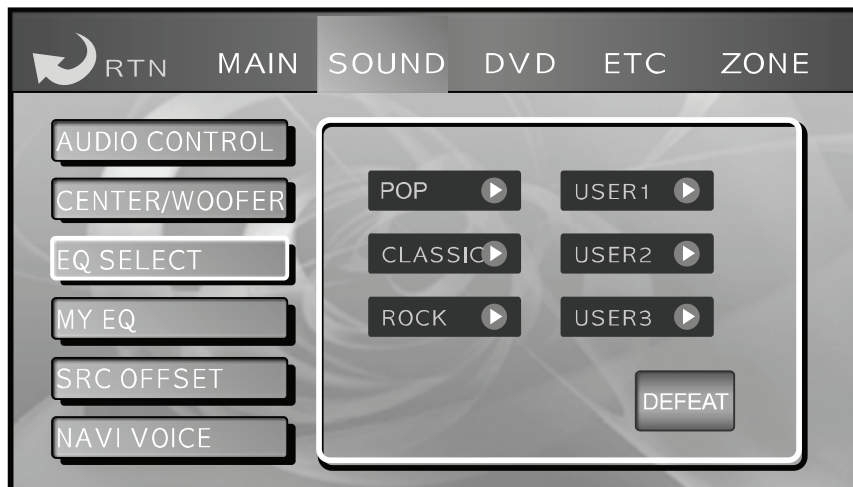 RTN MAIN SOUND DVD ETC ZONE
AUDIO CONTROL
CENTER/WOOFER
EQ SELECT
MY EQ
SRC OFFSET
NAVI VOICE
POP USER1
CLASSIC USER2
ROCK USER3
DEFEAT